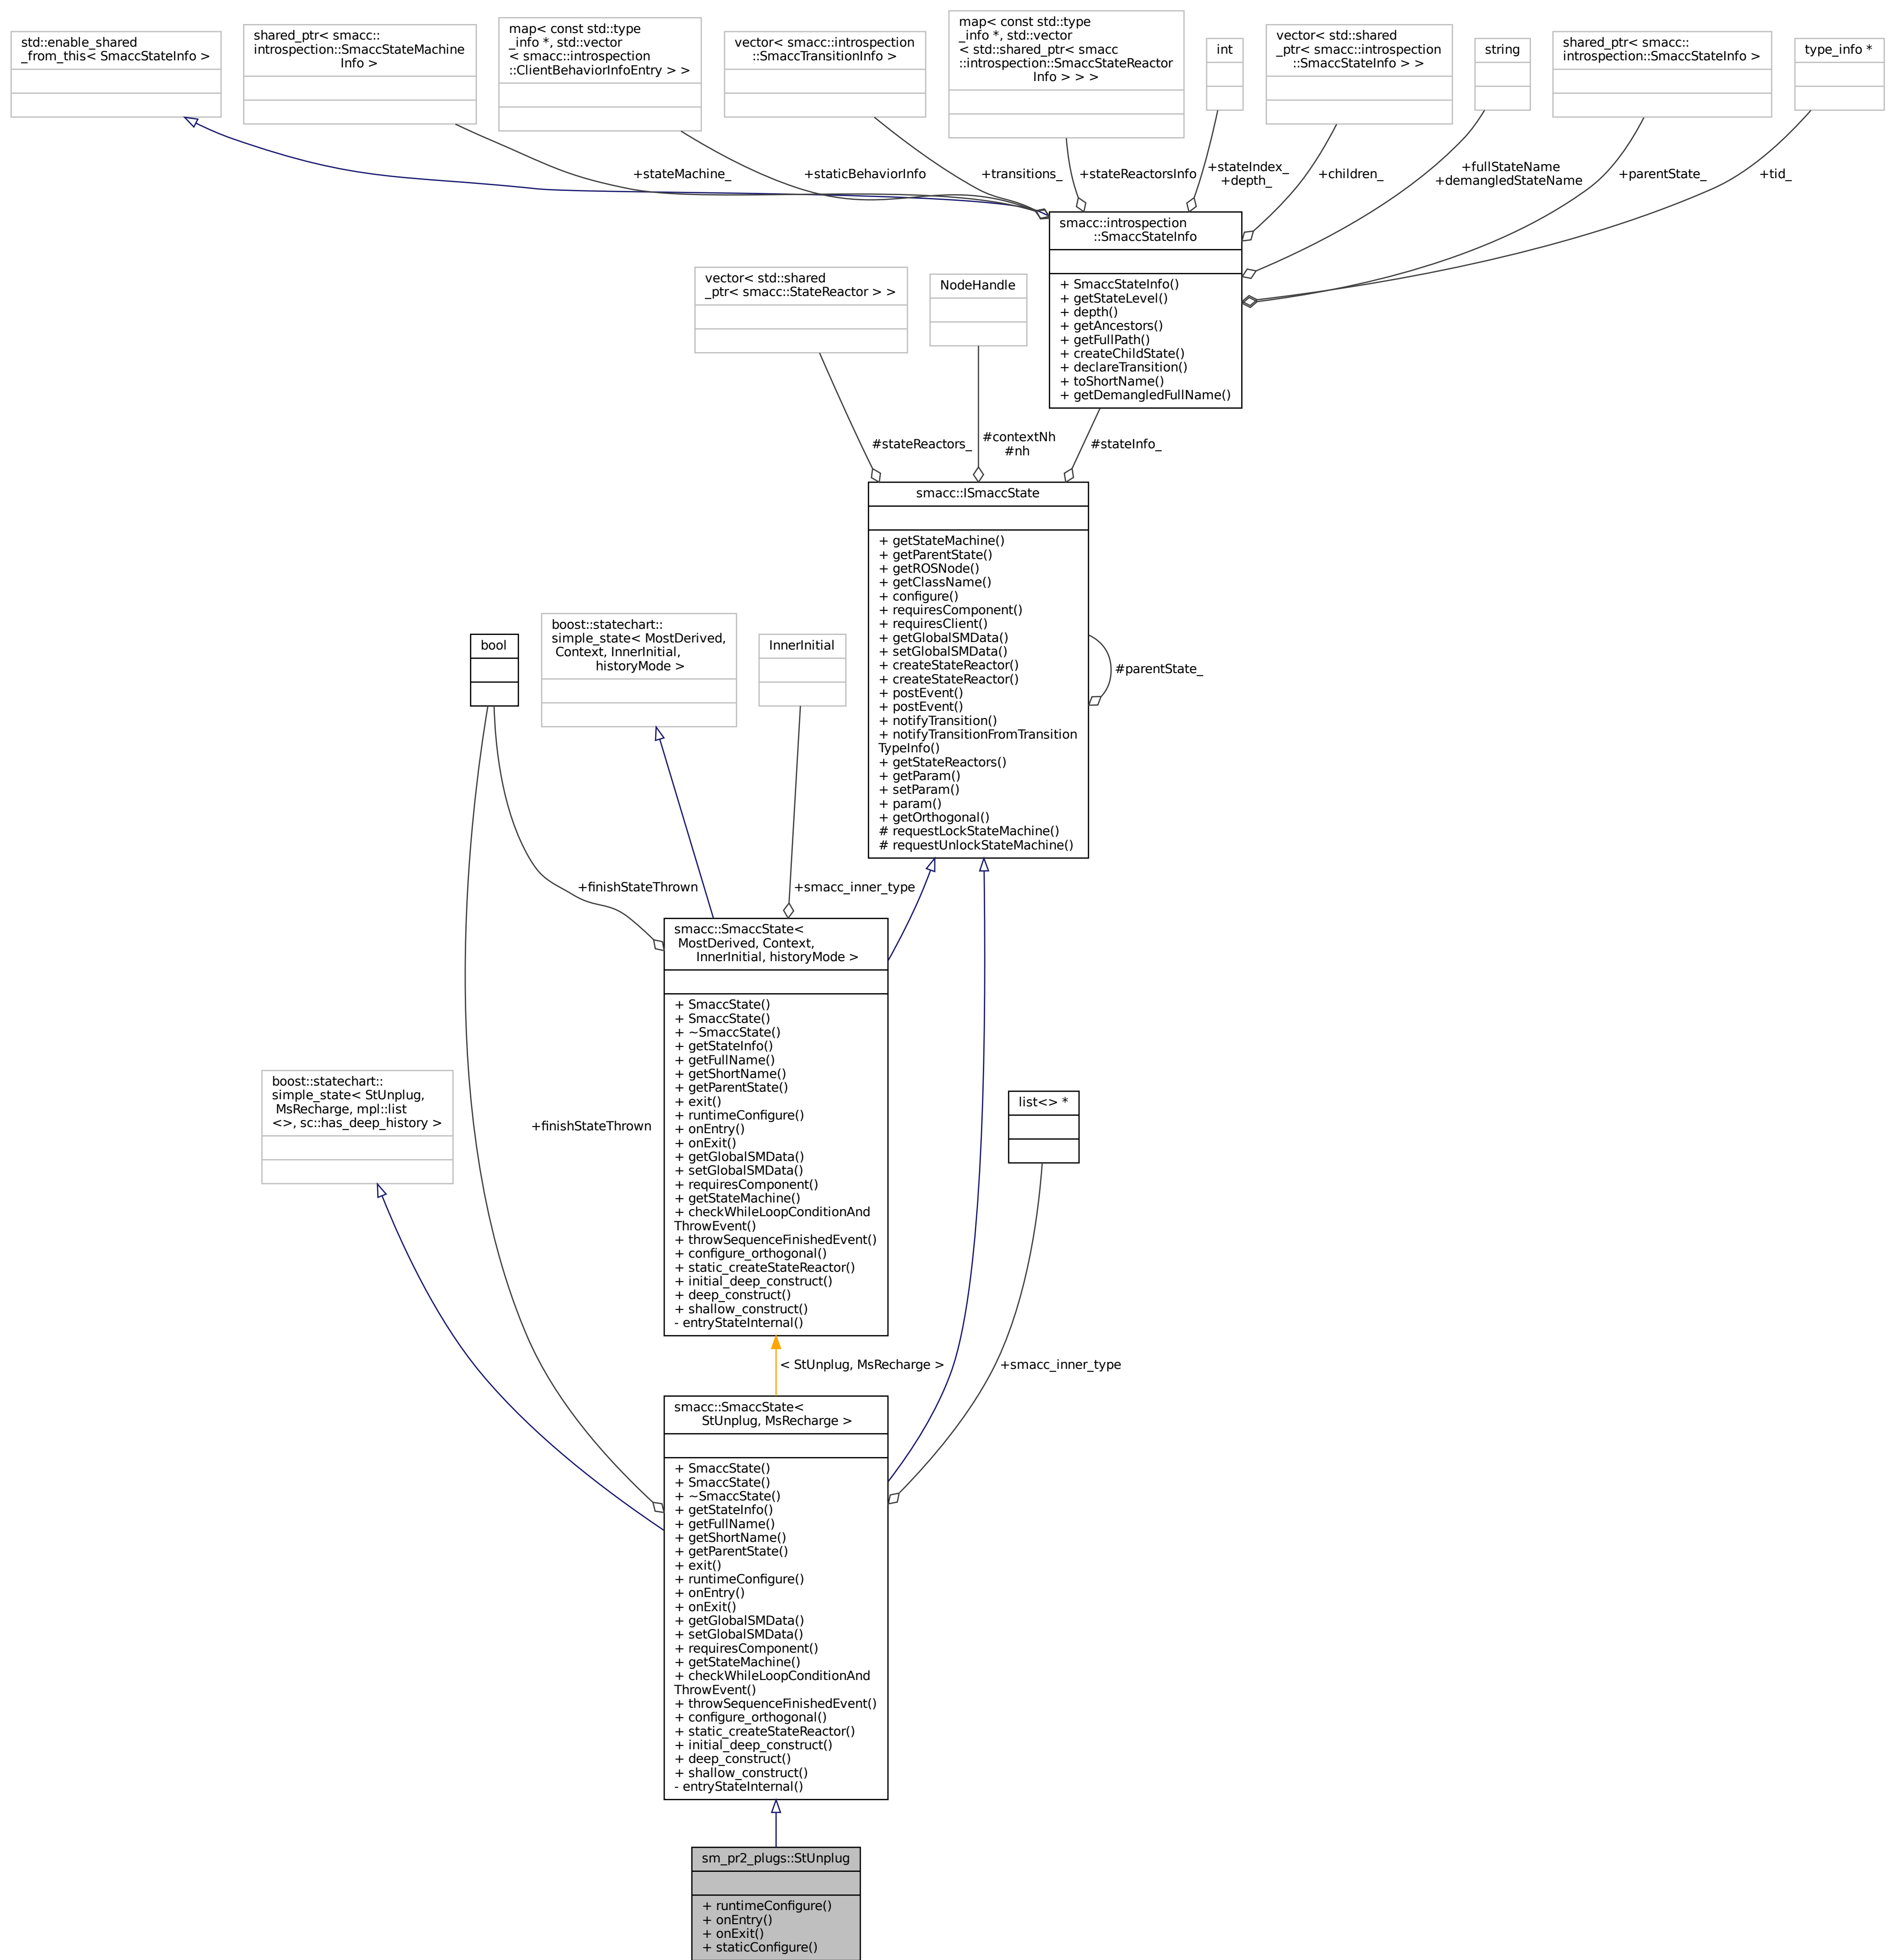 std::enable_shared
_from_this< SmaccStateInfo >
shared_ptr< smacc::
introspection::SmaccStateMachine
Info >
map< const std::type
_info *, std::vector
< smacc::introspection
::ClientBehaviorInfoEntry > >
vector< smacc::introspection
::SmaccTransitionInfo >
map< const std::type
_info *, std::vector
< std::shared_ptr< smacc
::introspection::SmaccStateReactor
Info > > >
int
vector< std::shared
_ptr< smacc::introspection
::SmaccStateInfo > >
string
shared_ptr< smacc::
introspection::SmaccStateInfo >
type_info *
+stateMachine_
+staticBehaviorInfo
+transitions_
+stateReactorsInfo
+stateIndex_
+depth_
+children_
+fullStateName
+demangledStateName
+parentState_
+tid_
smacc::introspection
::SmaccStateInfo
+ SmaccStateInfo()
+ getStateLevel()
+ depth()
+ getAncestors()
+ getFullPath()
+ createChildState()
+ declareTransition()
+ toShortName()
+ getDemangledFullName()
vector< std::shared
_ptr< smacc::StateReactor > >
NodeHandle
#stateReactors_
#contextNh
#nh
#stateInfo_
smacc::ISmaccState
+ getStateMachine()
+ getParentState()
+ getROSNode()
+ getClassName()
+ configure()
+ requiresComponent()
+ requiresClient()
+ getGlobalSMData()
+ setGlobalSMData()
+ createStateReactor()
+ createStateReactor()
+ postEvent()
+ postEvent()
+ notifyTransition()
+ notifyTransitionFromTransition
TypeInfo()
+ getStateReactors()
+ getParam()
+ setParam()
+ param()
+ getOrthogonal()
# requestLockStateMachine()
# requestUnlockStateMachine()
#parentState_
bool
boost::statechart::
simple_state< MostDerived,
Context, InnerInitial,
historyMode >
InnerInitial
+finishStateThrown
+smacc_inner_type
smacc::SmaccState<
MostDerived, Context,
InnerInitial, historyMode >
+ SmaccState()
+ SmaccState()
+ ~SmaccState()
+ getStateInfo()
+ getFullName()
+ getShortName()
+ getParentState()
+ exit()
+ runtimeConfigure()
+ onEntry()
+ onExit()
+ getGlobalSMData()
+ setGlobalSMData()
+ requiresComponent()
+ getStateMachine()
+ checkWhileLoopConditionAnd
ThrowEvent()
+ throwSequenceFinishedEvent()
+ configure_orthogonal()
+ static_createStateReactor()
+ initial_deep_construct()
+ deep_construct()
+ shallow_construct()
- entryStateInternal()
boost::statechart::
simple_state< StUnplug,
MsRecharge, mpl::list
<>, sc::has_deep_history >
+finishStateThrown
list<> *
< StUnplug, MsRecharge >
+smacc_inner_type
smacc::SmaccState<
StUnplug, MsRecharge >
+ SmaccState()
+ SmaccState()
+ ~SmaccState()
+ getStateInfo()
+ getFullName()
+ getShortName()
+ getParentState()
+ exit()
+ runtimeConfigure()
+ onEntry()
+ onExit()
+ getGlobalSMData()
+ setGlobalSMData()
+ requiresComponent()
+ getStateMachine()
+ checkWhileLoopConditionAnd
ThrowEvent()
+ throwSequenceFinishedEvent()
+ configure_orthogonal()
+ static_createStateReactor()
+ initial_deep_construct()
+ deep_construct()
+ shallow_construct()
- entryStateInternal()
sm_pr2_plugs::StUnplug
+ runtimeConfigure()
+ onEntry()
+ onExit()
+ staticConfigure()